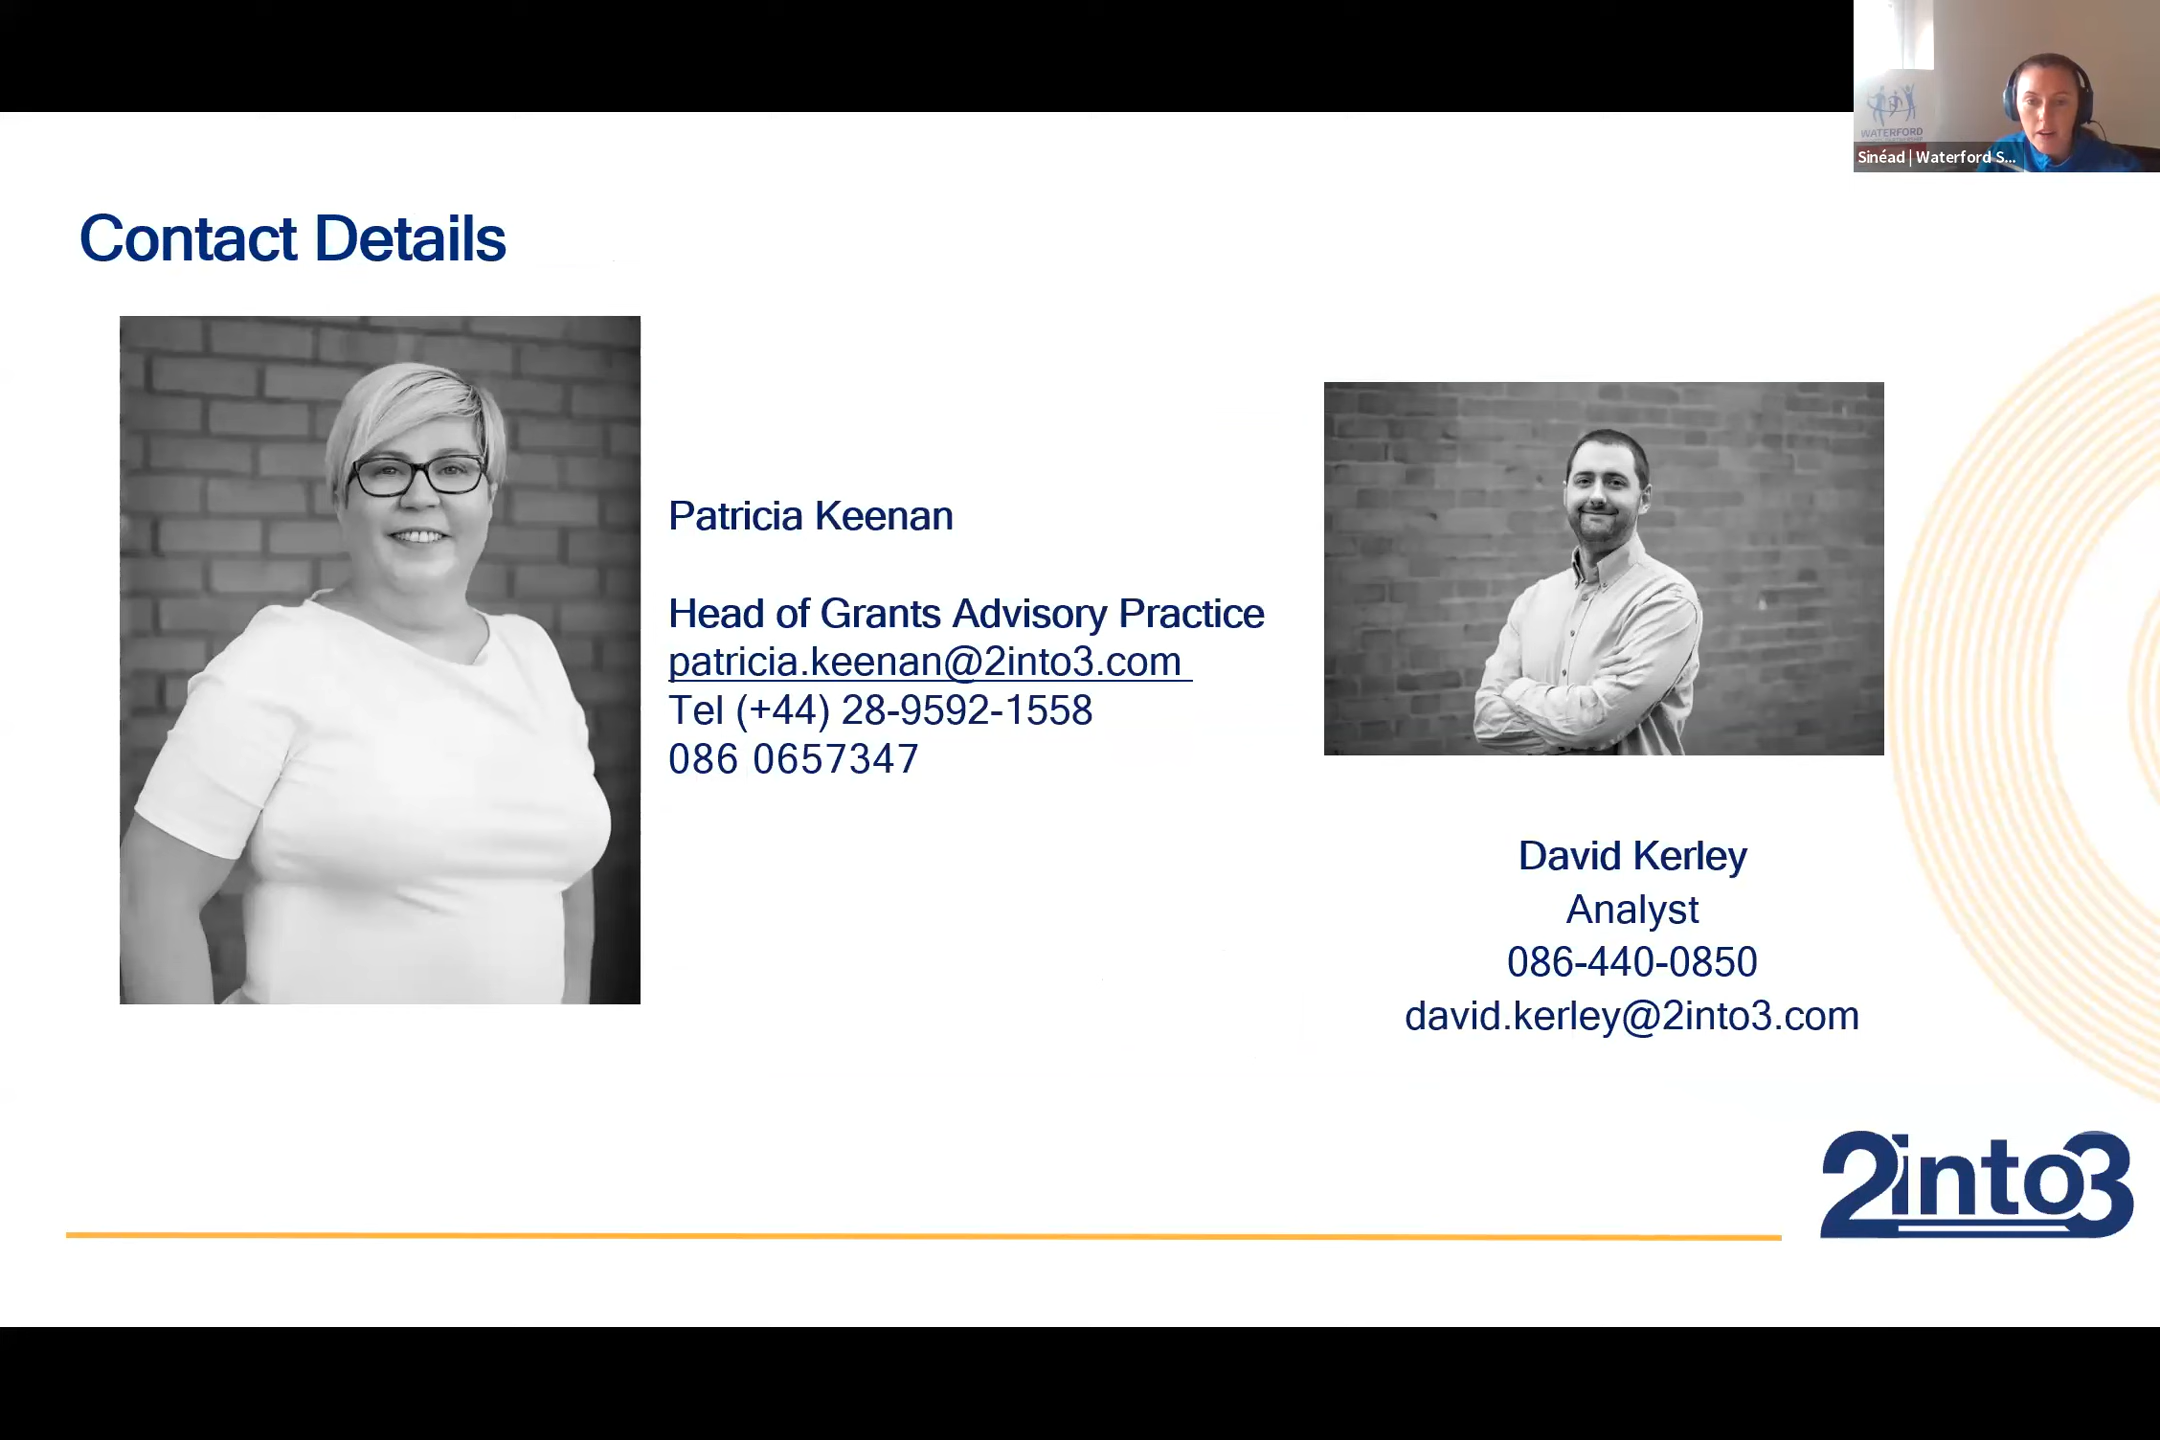 WATERFORD
Sinéad | Waterford S...
Contact Details
Patricia Keenan
Head of Grants Advisory Practice
patricia.keenan@2into3.com
Tel (+44) 28-9592-1558
086 0657347
David Kerley
Analyst
086-440-0850
david.kerley@2into3.com
2into3